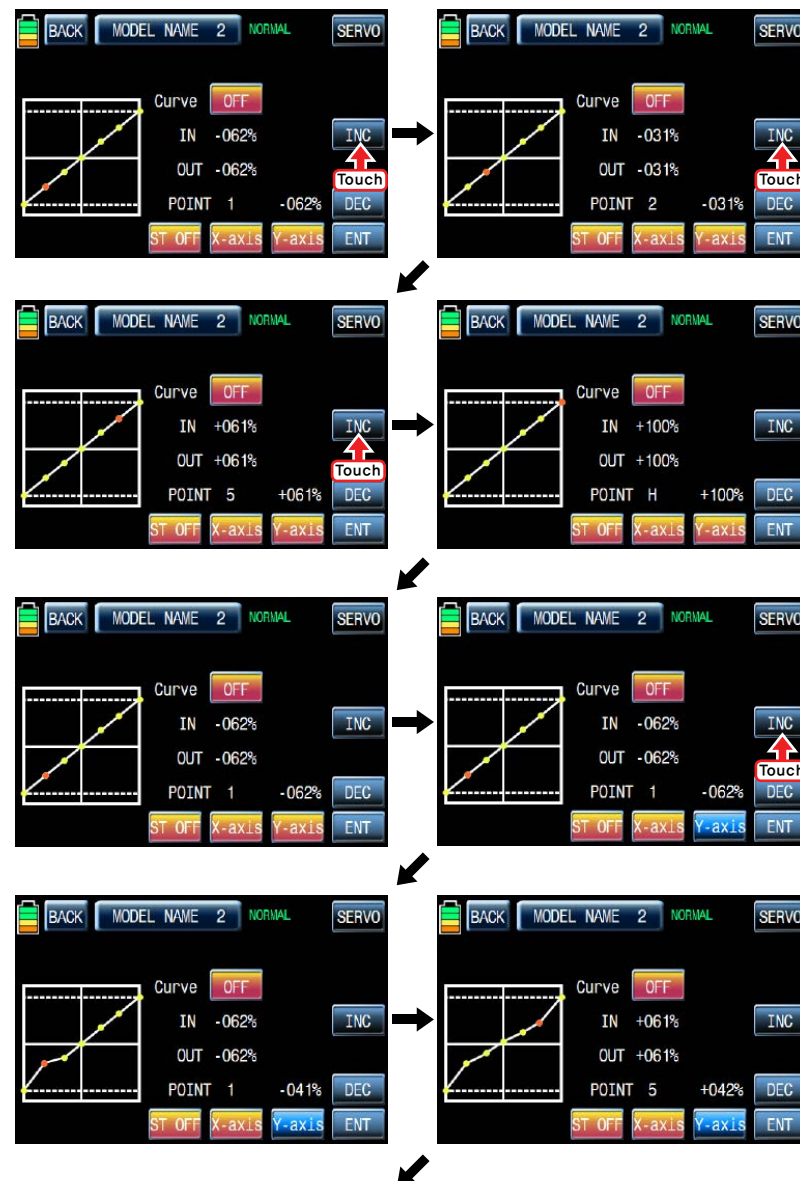 BACK MODEL NAME 2 NORMAL SERVO
Curve OFF
IN -062% INC
OUT -062%
Touch
POINT 1 -062% DEC
ST OFF X-axis Y-axis ENT
BACK MODEL NAME 2 NORMAL SERVO
Curve OFF
IN -031% INC
OUT -031%
Touch
POINT 2 -031% DEC
ST OFF X-axis Y-axis ENT
BACK MODEL NAME 2 NORMAL SERVO
Curve OFF
IN +061% INC
OUT +061%
Touch
POINT 5 +061% DEC
ST OFF X-axis Y-axis ENT
BACK MODEL NAME 2 NORMAL SERVO
Curve OFF
IN +100% INC
OUT +100%
POINT H +100% DEC
ST OFF X-axis Y-axis ENT
BACK MODEL NAME 2 NORMAL SERVO
Curve OFF
IN -062% INC
OUT -062%
POINT 1 -062% DEC
ST OFF X-axis Y-axis ENT
BACK MODEL NAME 2 NORMAL SERVO
Curve OFF
IN -062% INC
OUT -062%
Touch
POINT 1 -062% DEC
ST OFF X-axis Y-axis ENT
BACK MODEL NAME 2 NORMAL SERVO
Curve OFF
IN -062% INC
OUT -062%
POINT 1 -041% DEC
ST OFF X-axis Y-axis ENT
BACK MODEL NAME 2 NORMAL SERVO
Curve OFF
IN +061% INC
OUT +061%
POINT 5 +042% DEC
ST OFF X-axis Y-axis ENT